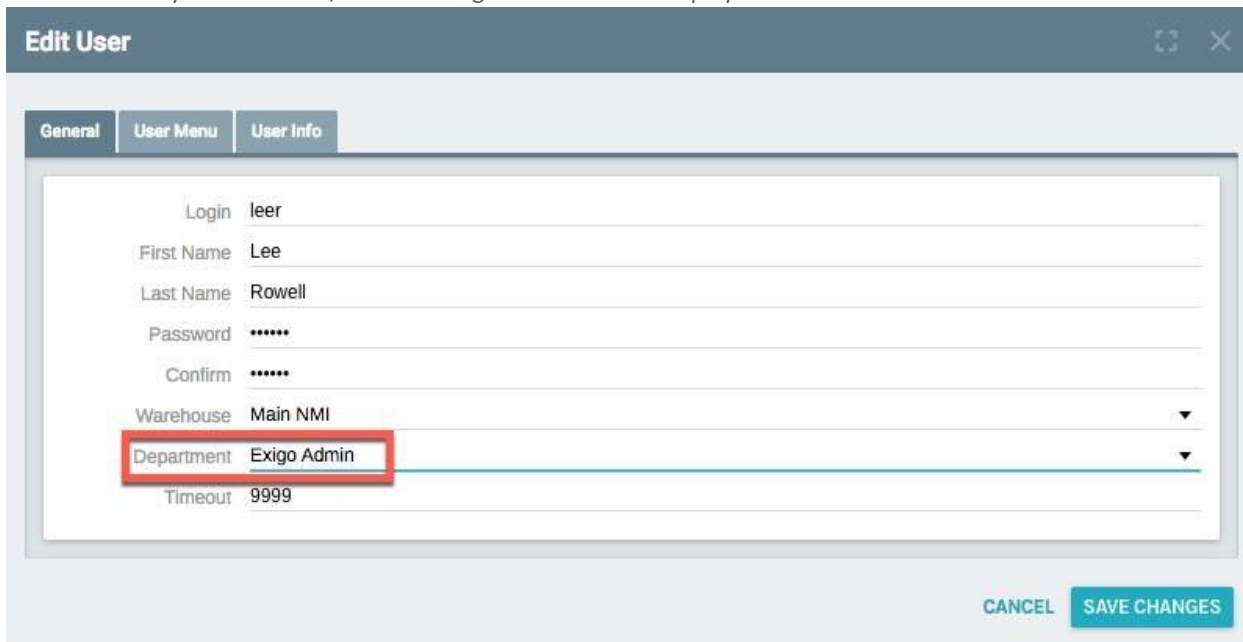 Edit User
General User Menu User Info
Login leer
First Name Lee
Last Name Rowell
Password ••••••
Confirm ••••••
Warehouse Main NMI
Department Exigo Admin
Timeout 9999
CANCEL SAVE CHANGES